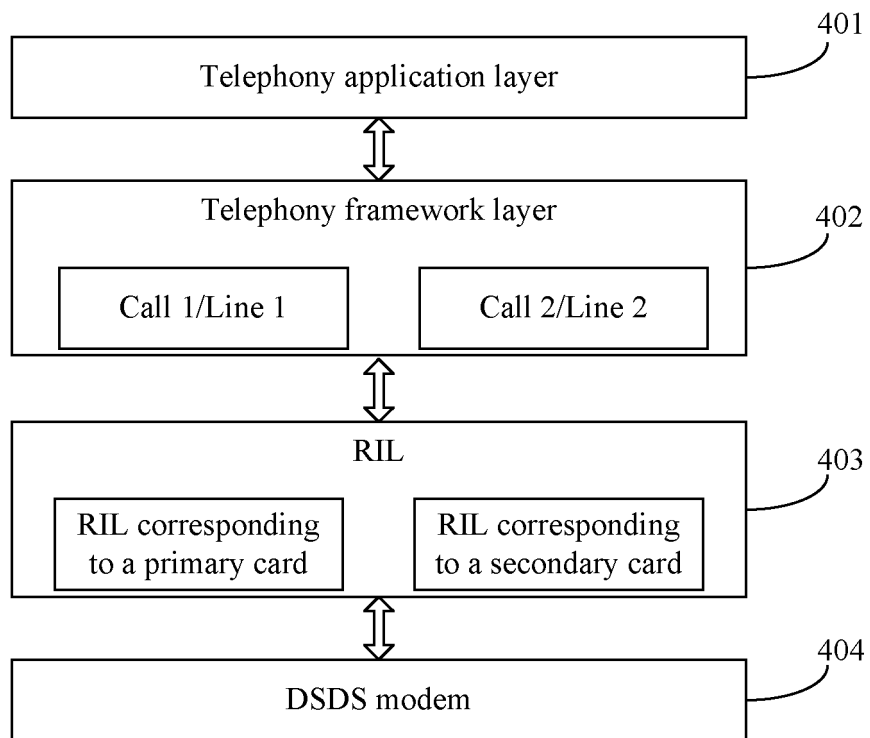 401
Telephony application layer
Telephony framework layer
402
Call 1/Line 1
Call 2/Line 2
RIL
403
RIL corresponding
to a primary card
RIL corresponding
to a secondary card
404
DSDS modem